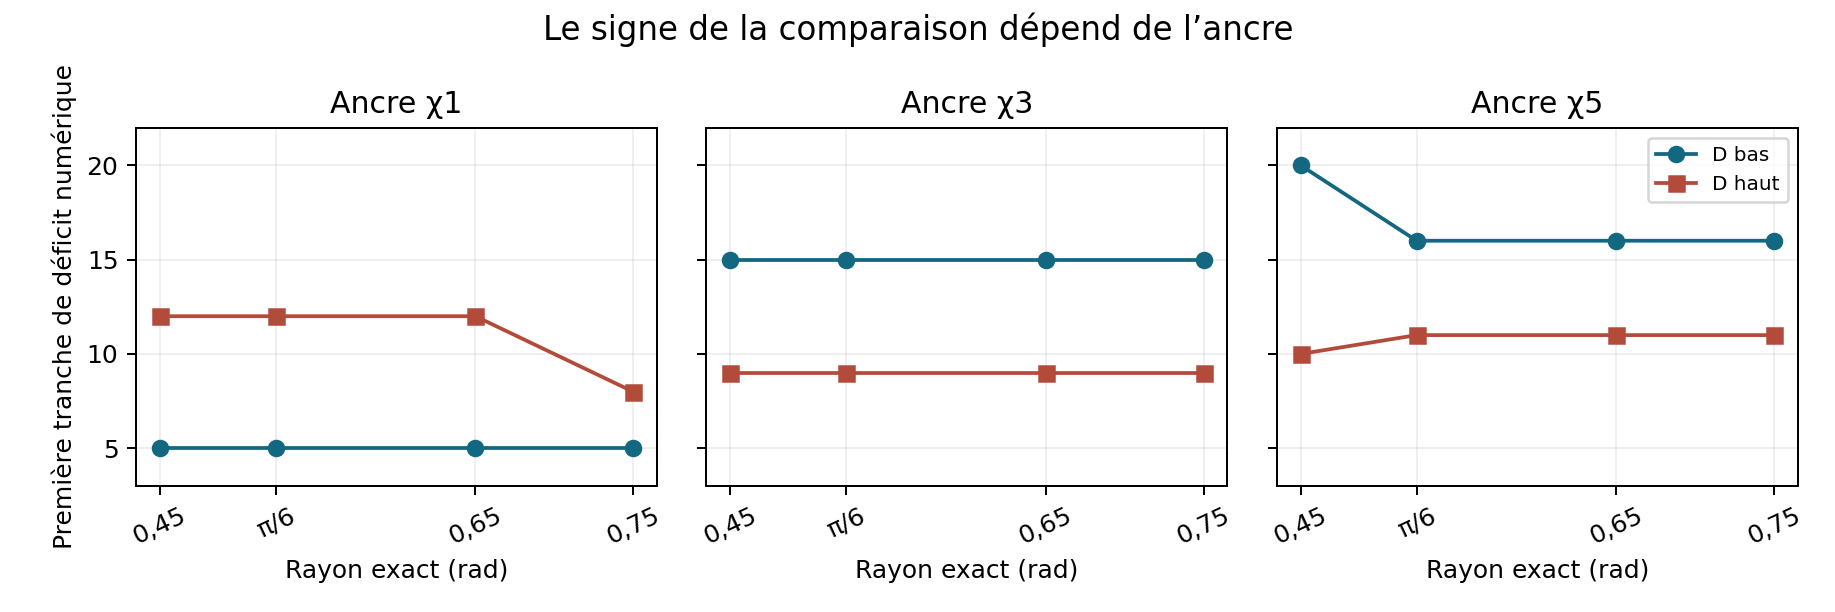 Le signe de la comparaison dépend de l’ancre
Première tranche de déficit numérique
Ancre χ1
20
15
10
5
0,45
π/6
0,65
0,75
Rayon exact (rad)
Ancre χ3
0,45
π/6
0,65
0,75
Rayon exact (rad)
Ancre χ5
D bas
D haut
0,45
π/6
0,65
0,75
Rayon exact (rad)